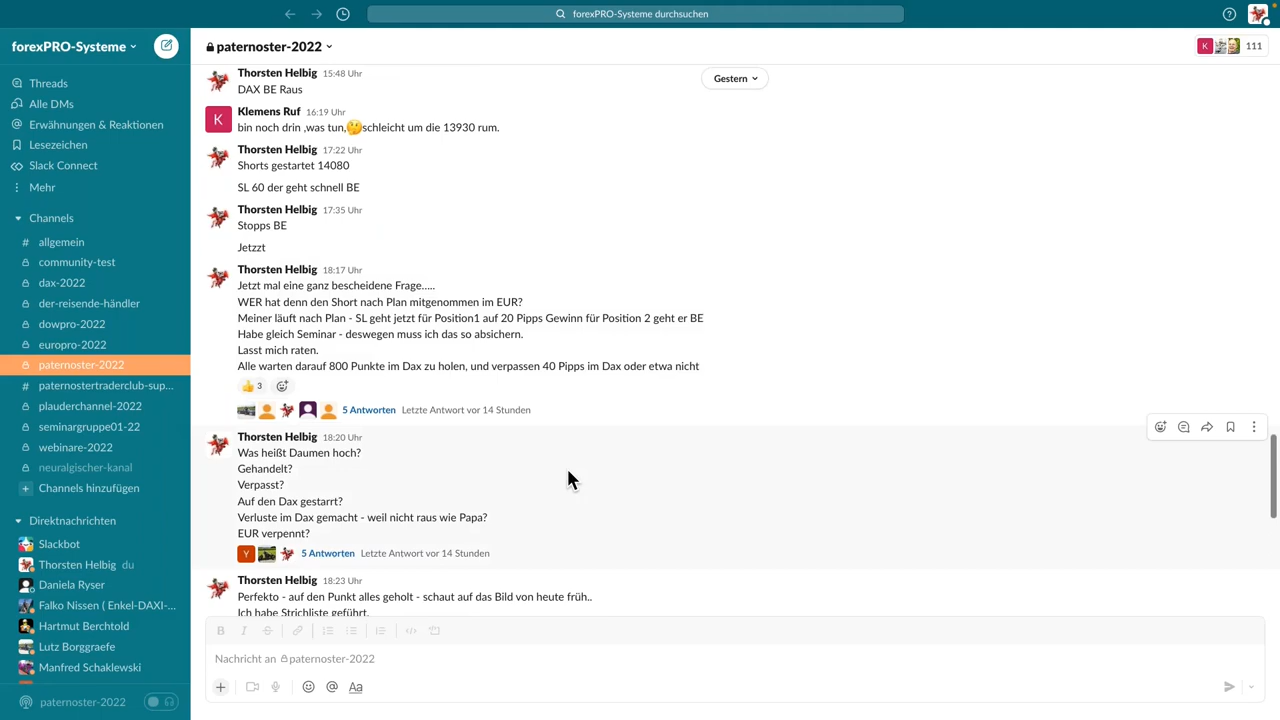 forexPRO-Systeme durchsuchen
forexPRO-Systeme
Threads
Alle DMs
Erwähnungen & Reaktionen
Lesezeichen
Slack Connect
Mehr
Channels
# allgemein
community-test
dax-2022
der-reisende-händler
dowpro-2022
europro-2022
paternoster-2022
# paternostertraderclub-sup...
plauderchannel-2022
seminargruppe01-22
webinare-2022
neuralgischer-kanal
+ Channels hinzufügen
Direktnachrichten
Slackbot
Thorsten Helbig du
Daniela Ryser
Falko Nissen ( Enkel-DAXI-...
Hartmut Berchtold
Lutz Borggraefe
Manfred Schaklewski
paternoster-2022
paternoster-2022
K 111
Gestern
Thorsten Helbig 15:48 Uhr
DAX BE Raus
K
Klemens Ruf 16:19 Uhr
bin noch drin ,was tun,🤔schleicht um die 13930 rum.
Thorsten Helbig 17:22 Uhr
Shorts gestartet 14080
SL 60 der geht schnell BE
Thorsten Helbig 17:35 Uhr
Stopps BE
Jetzzt
Thorsten Helbig 18:17 Uhr
Jetzt mal eine ganz bescheidene Frage.....
WER hat denn den Short nach Plan mitgenommen im EUR?
Meiner läuft nach Plan - SL geht jetzt für Position1 auf 20 Pipps Gewinn für Position 2 geht er BE
Habe gleich Seminar - deswegen muss ich das so absichern.
Lasst mich raten.
Alle warten darauf 800 Punkte im Dax zu holen, und verpassen 40 Pipps im Dax oder etwa nicht
👍 3
5 Antworten Letzte Antwort vor 14 Stunden
Thorsten Helbig 18:20 Uhr
Was heißt Daumen hoch?
Gehandelt?
Verpasst?
Auf den Dax gestarrt?
Verluste im Dax gemacht - weil nicht raus wie Papa?
EUR verpennt?
Y 5 Antworten Letzte Antwort vor 14 Stunden
Thorsten Helbig 18:23 Uhr
Perfekto - auf den Punkt alles geholt - schaut auf das Bild von heute früh..
Ich habe Strichliste geführt.
B I S
Nachricht an paternoster-2022
+ @ Aa